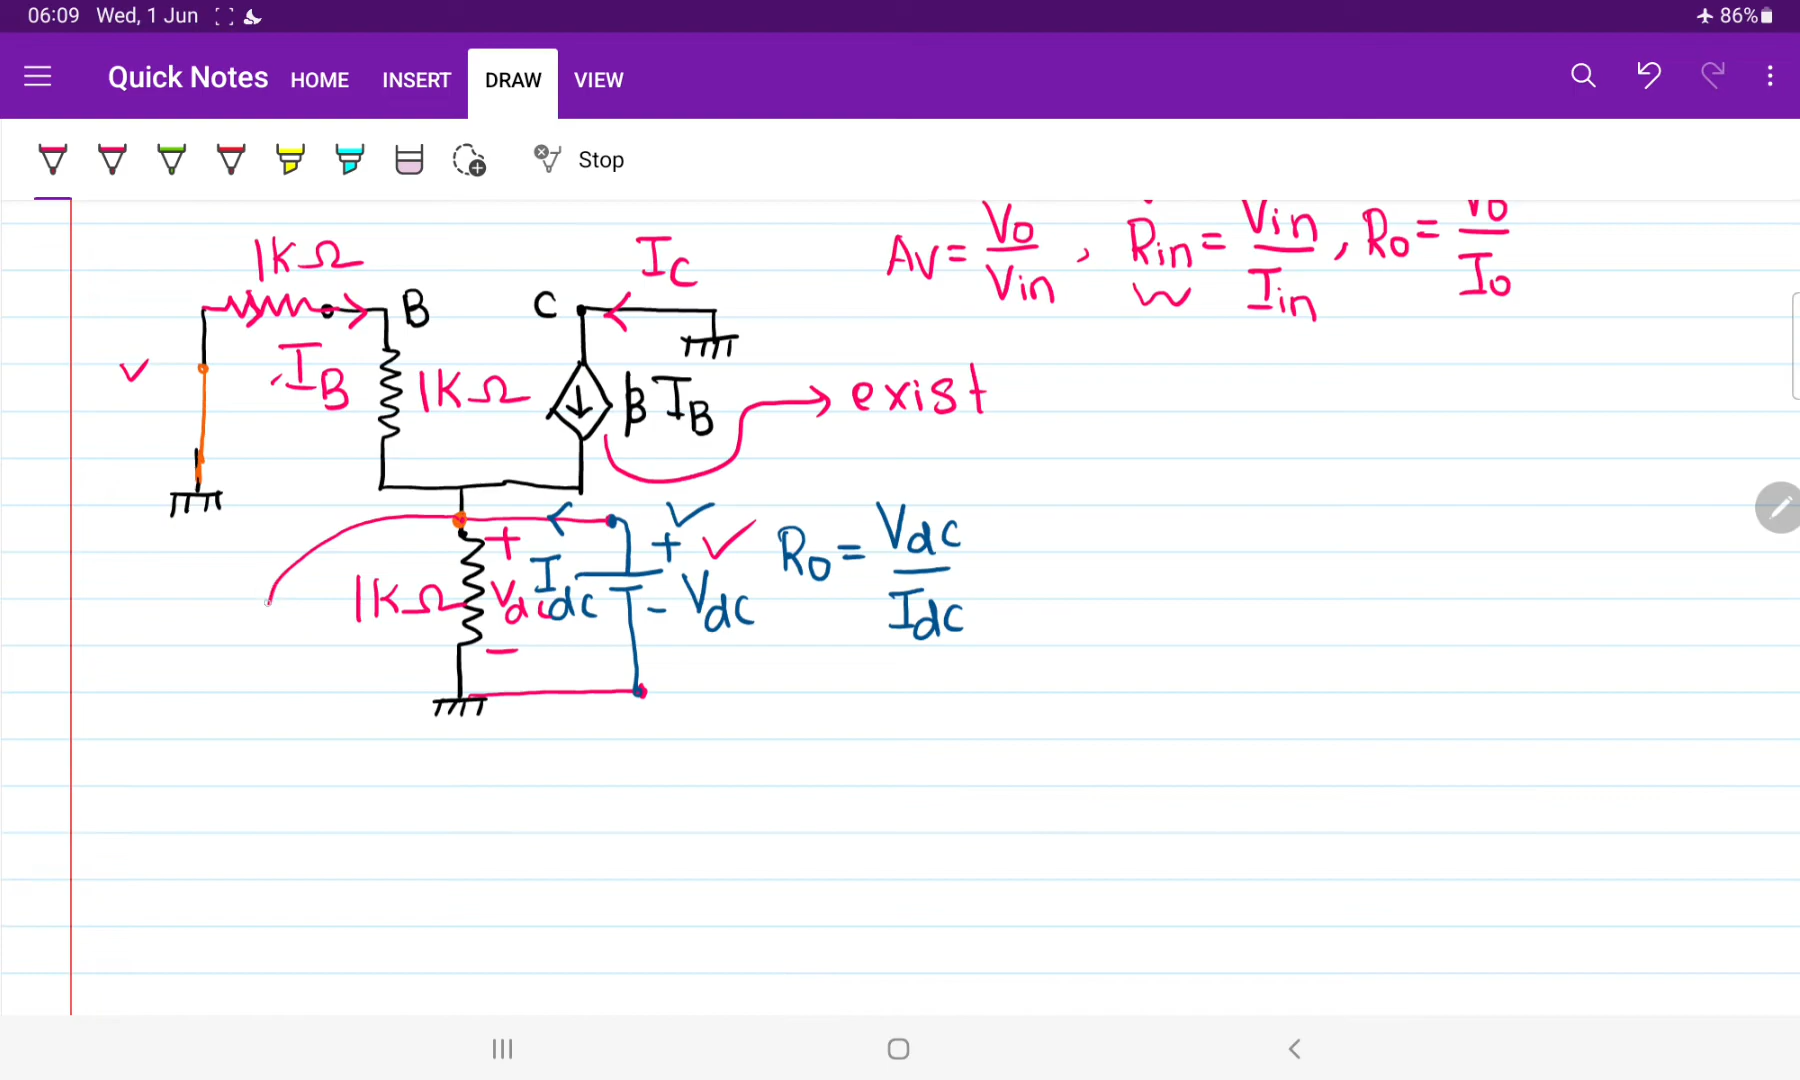 06:09 Wed, 1 Jun
86%
Quick Notes HOME INSERT DRAW VIEW
Stop
Av = Vo/Vin , Rin = Vin/Iin , Ro = Vo/Io
1KΩ
IC
B
C
IB
1KΩ
βIB
exist
+
+
Ro = Vdc/Idc
1KΩ
Vdc
Idc
- Vdc
-